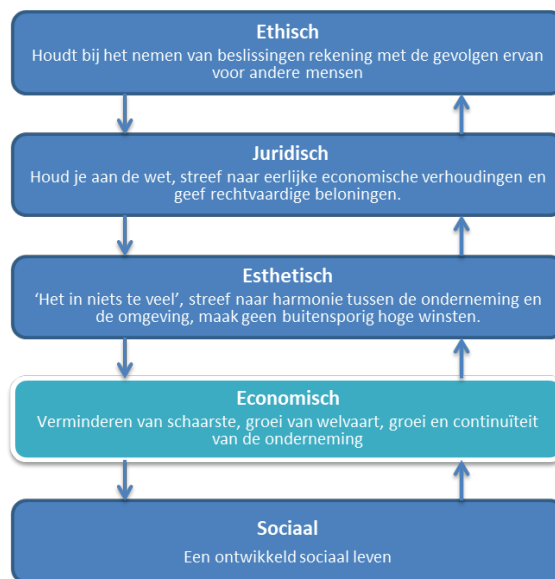 Ethisch
Houdt bij het nemen van beslissingen rekening met de gevolgen ervan
voor andere mensen
Juridisch
Houd je aan de wet, streef naar eerlijke economische verhoudingen en
geef rechtvaardige beloningen.
Esthetisch
‘Het in niets te veel’, streef naar harmonie tussen de onderneming en
de omgeving, maak geen buitensporig hoge winsten.
Economisch
Verminderen van schaarste, groei van welvaart, groei en continuïteit
van de onderneming
Sociaal
Een ontwikkeld sociaal leven